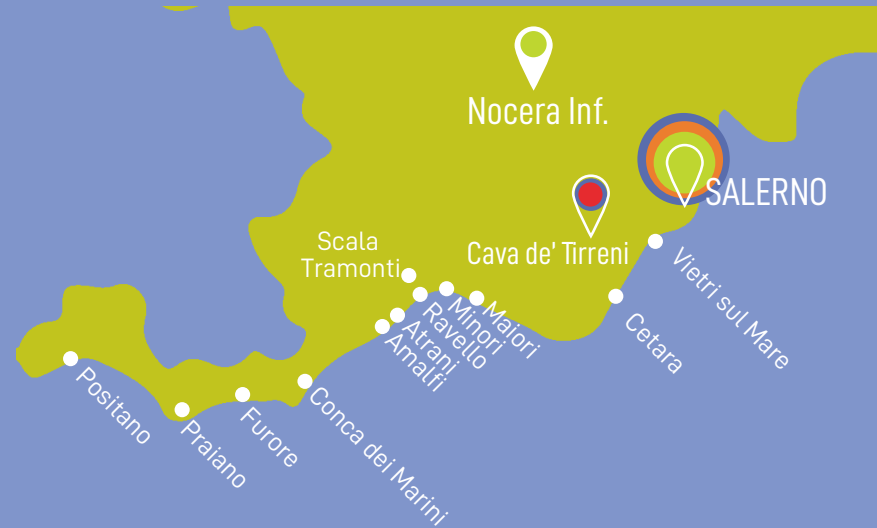 Nocera Inf.
SALERNO
Cava de' Tirreni
Scala
Tramonti
Vietri sul Mare
Cetara
Maiori
Minori
Ravello
Atrani
Amalfi
Conca dei Marini
Furore
Praiano
Positano